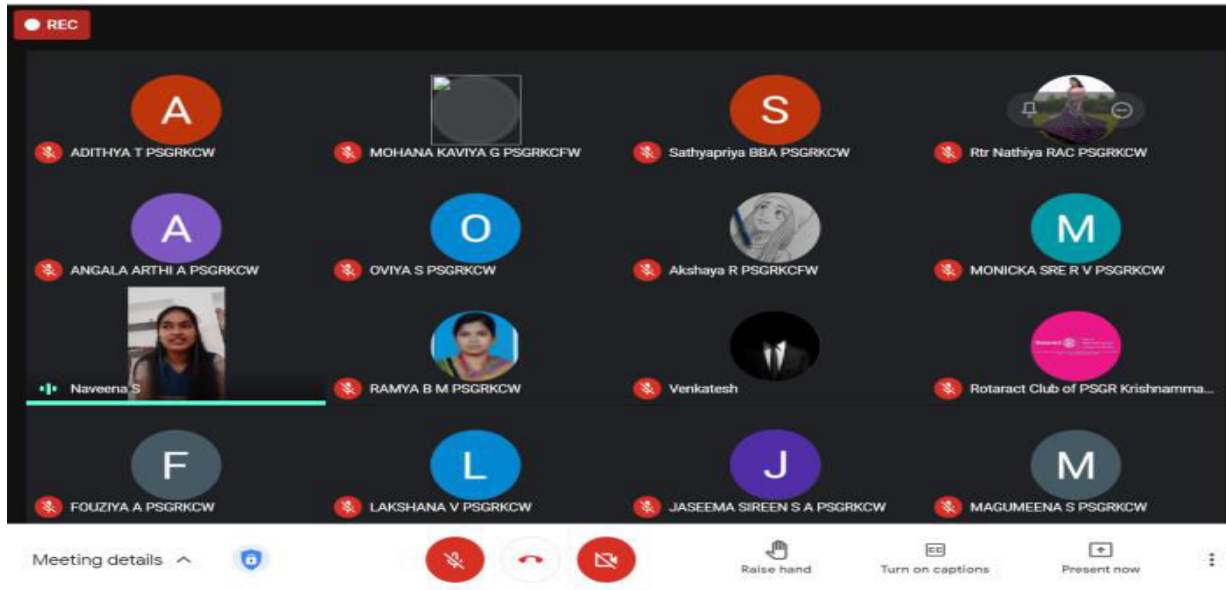 REC
A
S
ADITHYA T PSGRKCW
MOHANA KAVIYA G PSGRKCFW
Sathyapriya BBA PSGRKCW
Rtr Nathiya RAC PSGRKCW
A
O
M
ANGALA ARTHI A PSGRKCW
OVIYA S PSGRKCW
Akshaya R PSGRKCFW
MONICKA SRE R V PSGRKCW
Rotaract
Naveena S
RAMYA B M PSGRKCW
Venkatesh
Rotaract Club of PSGR Krishnamma...
F
L
J
M
FOUZIYA A PSGRKCW
LAKSHANA V PSGRKCW
JASEEMA SIREEN S A PSGRKCW
MAGUMEENA S PSGRKCW
Meeting details
Raise hand
CC
Turn on captions
Present now